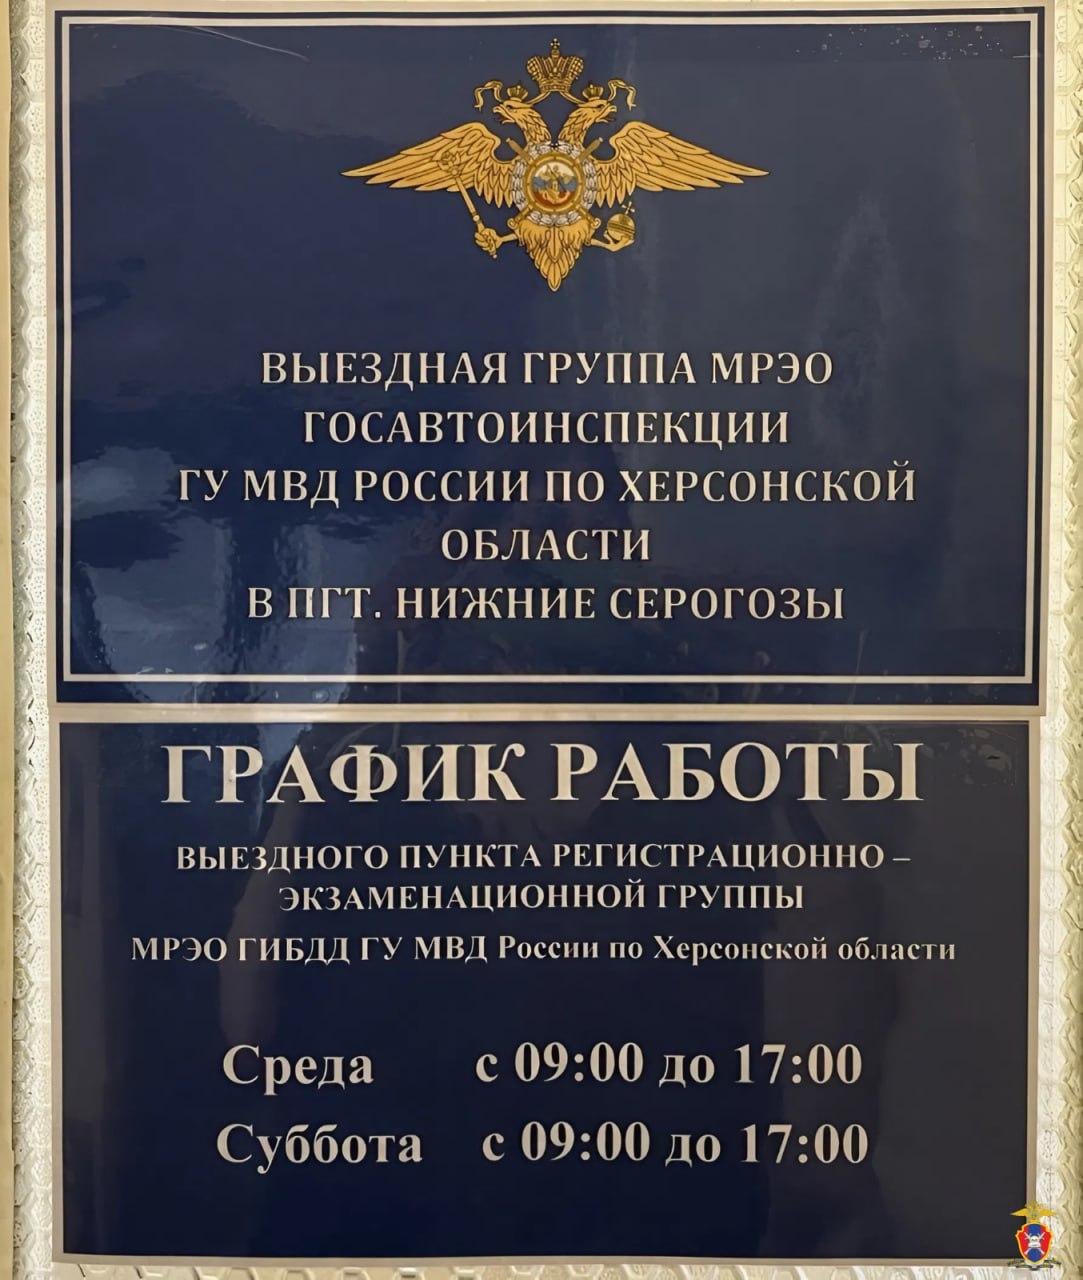 ВЫЕЗДНАЯ ГРУППА МРЭО
ГОСАВТОИНСПЕКЦИИ
ГУ МВД РОССИИ ПО ХЕРСОНСКОЙ
ОБЛАСТИ
В ПГТ. НИЖНИЕ СЕРОГОЗЫ
ГРАФИК РАБОТЫ
ВЫЕЗДНОГО ПУНКТА РЕГИСТРАЦИОННО –
ЭКЗАМЕНАЦИОННОЙ ГРУППЫ
МРЭО ГИБДД ГУ МВД России по Херсонской области
Среда с 09:00 до 17:00
Суббота с 09:00 до 17:00